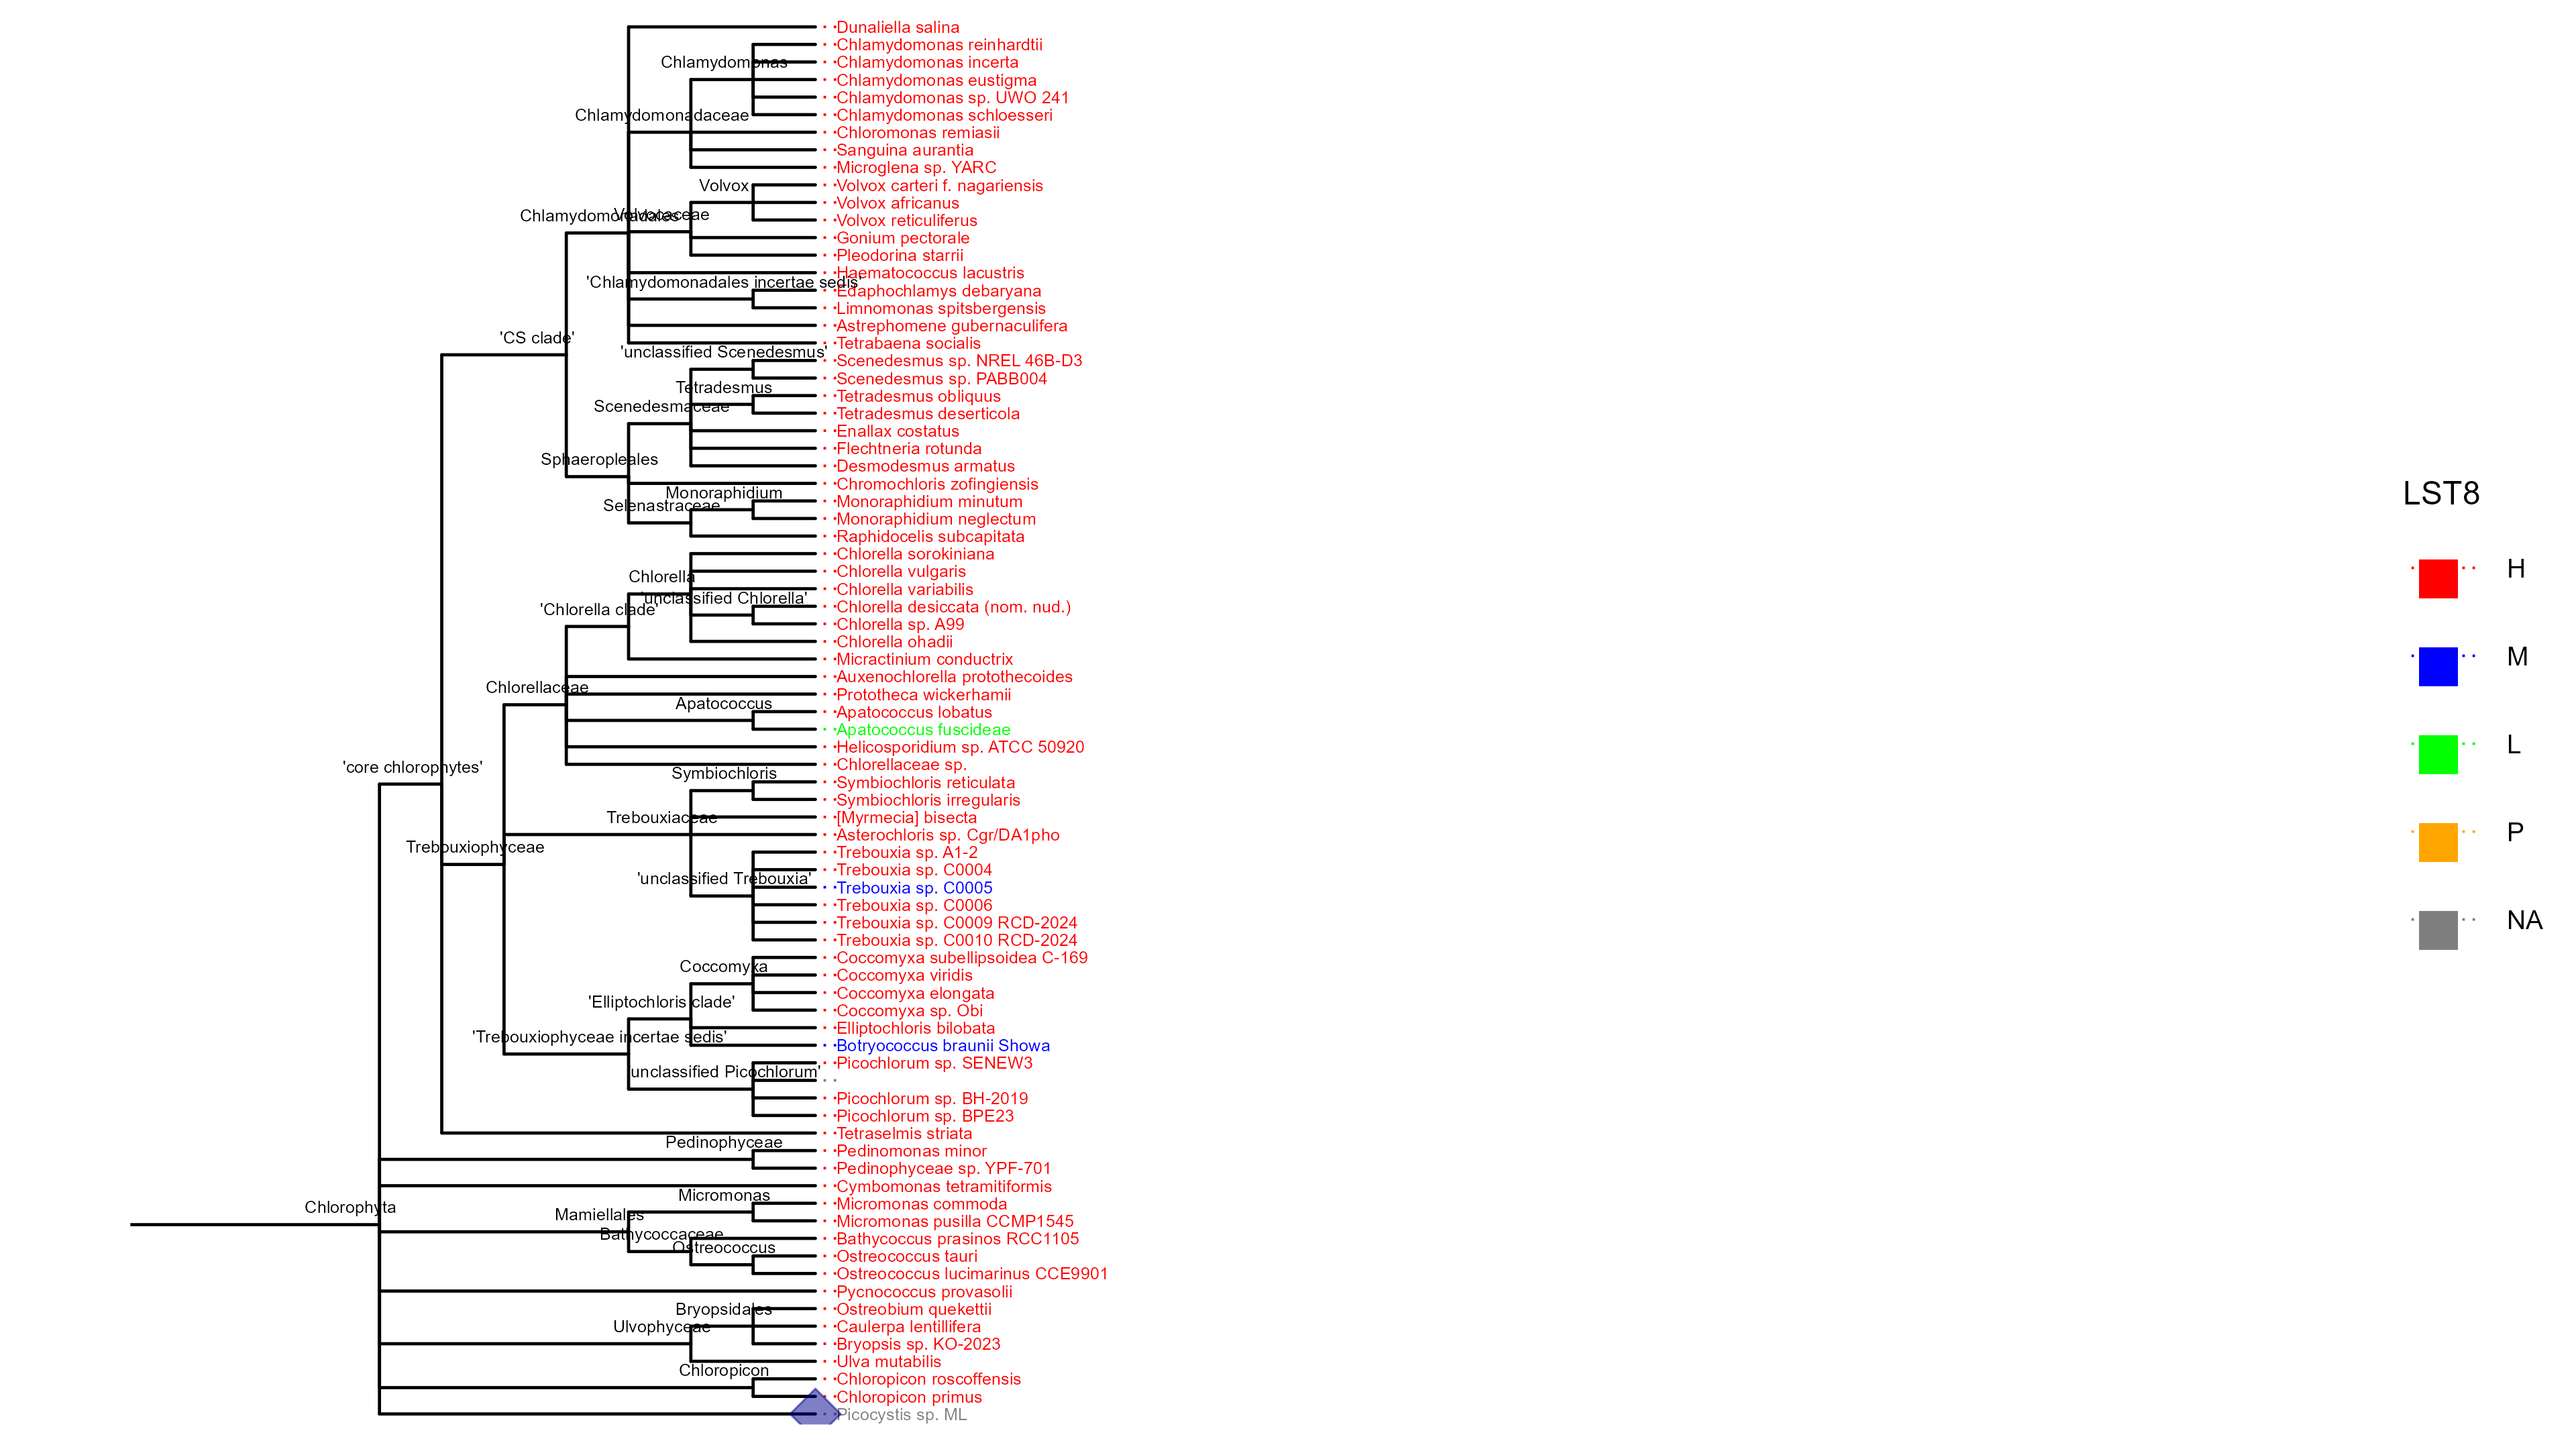 Dunaliella salina
Chlamydomonas reinhardtii
Chlamydomonas
Chlamydomonas incerta
Chlamydomonas eustigma
Chlamydomonas sp. UWO 241
Chlamydomonadaceae
Chlamydomonas schloesseri
Chloromonas remiasii
Sanguina aurantia
Microglena sp. YARC
Volvox
Volvox carteri f. nagariensis
Volvox africanus
Chlamydomonadales
Volvocaceae
Volvox reticuliferus
Gonium pectorale
Pleodorina starrii
Haematococcus lacustris
'Chlamydomonadales incertae sedis'
Edaphochlamys debaryana
Limnomonas spitsbergensis
Astrephomene gubernaculifera
'CS clade'
Tetrabaena socialis
'unclassified Scenedesmus'
Scenedesmus sp. NREL 46B-D3
Scenedesmus sp. PABB004
Tetradesmus
Tetradesmus obliquus
Scenedesmaceae
Tetradesmus deserticola
Enallax costatus
Flechtneria rotunda
Sphaeropleales
Desmodesmus armatus
Chromochloris zofingiensis
Monoraphidium
Monoraphidium minutum
Selenastraceae
Monoraphidium neglectum
Raphidocelis subcapitata
Chlorella sorokiniana
Chlorella
Chlorella vulgaris
Chlorella variabilis
'unclassified Chlorella'
'Chlorella clade'
Chlorella desiccata (nom. nud.)
Chlorella sp. A99
Chlorella ohadii
Micractinium conductrix
Auxenochlorella protothecoides
Chlorellaceae
Prototheca wickerhamii
Apatococcus
Apatococcus lobatus
Apatococcus fuscideae
Helicosporidium sp. ATCC 50920
'core chlorophytes'
Chlorellaceae sp.
Symbiochloris
Symbiochloris reticulata
Symbiochloris irregularis
Trebouxiaceae
[Myrmecia] bisecta
Asterochloris sp. Cgr/DA1pho
Trebouxiophyceae
Trebouxia sp. A1-2
Trebouxia sp. C0004
'unclassified Trebouxia'
Trebouxia sp. C0005
Trebouxia sp. C0006
Trebouxia sp. C0009 RCD-2024
Trebouxia sp. C0010 RCD-2024
Coccomyxa subellipsoidea C-169
Coccomyxa
Coccomyxa viridis
Coccomyxa elongata
'Elliptochloris clade'
Coccomyxa sp. Obi
Elliptochloris bilobata
'Trebouxiophyceae incertae sedis'
Botryococcus braunii Showa
Picochlorum sp. SENEW3
unclassified Picochlorum'
Picochlorum sp. BH-2019
Picochlorum sp. BPE23
Tetraselmis striata
Pedinophyceae
Pedinomonas minor
Pedinophyceae sp. YPF-701
Cymbomonas tetramitiformis
Micromonas
Micromonas commoda
Chlorophyta
Mamiellales
Micromonas pusilla CCMP1545
Bathycoccaceae
Bathycoccus prasinos RCC1105
Ostreococcus
Ostreococcus tauri
Ostreococcus lucimarinus CCE9901
Pycnococcus provasolii
Bryopsidales
Ostreobium quekettii
Ulvophyceae
Caulerpa lentillifera
Bryopsis sp. KO-2023
Ulva mutabilis
Chloropicon
Chloropicon roscoffensis
Chloropicon primus
Picocystis sp. ML
LST8
H
M
L
P
NA